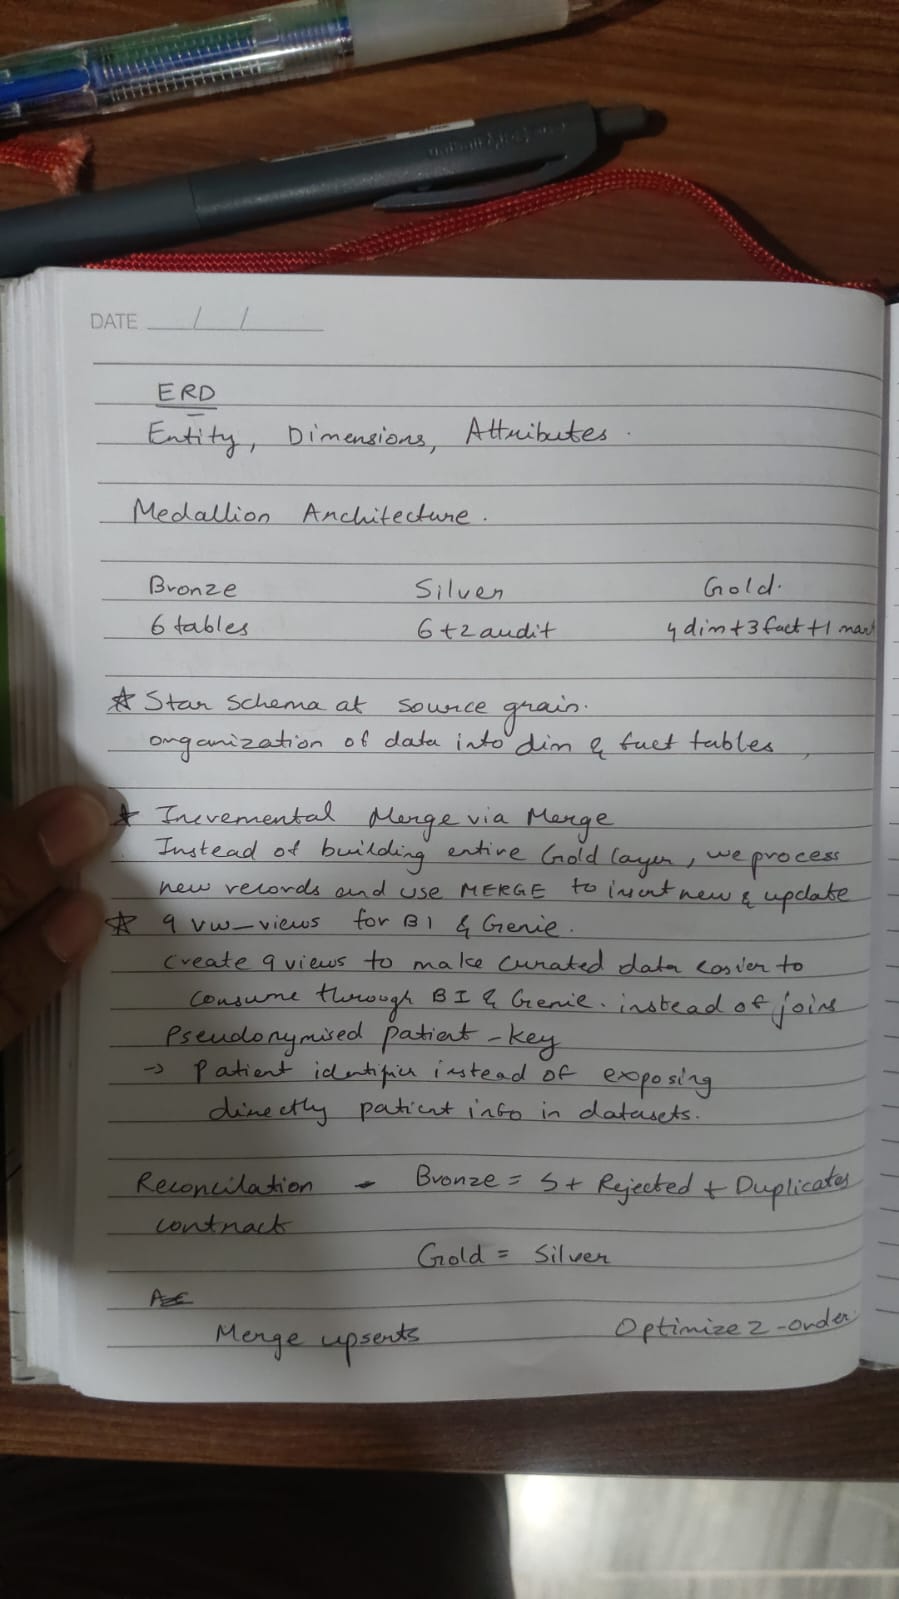 DATE / /
ERD
Entity, Dimensions, Attributes.
Medallion Architecture.
Bronze Silver Gold.
6 tables 6+2 audit 4 dim+3 fact+1 mart
☆ Star Schema at source grain.
organization of data into dim & fact tables,
☆ Incremental Merge via Merge
Instead of building entire Gold layer, we process
new records and use MERGE to insert new & update
☆ 9 vw_views for BI & Genie.
Create 9 views to make curated data easier to
consume through BI & Genie. instead of joins
Pseudonymised patient-key
→ Patient identifier instead of exposing
directly patient info in datasets.
Reconcilation - Bronze = S + Rejected + Duplicates
contract
Gold = Silver
Merge upserts Optimize Z-order